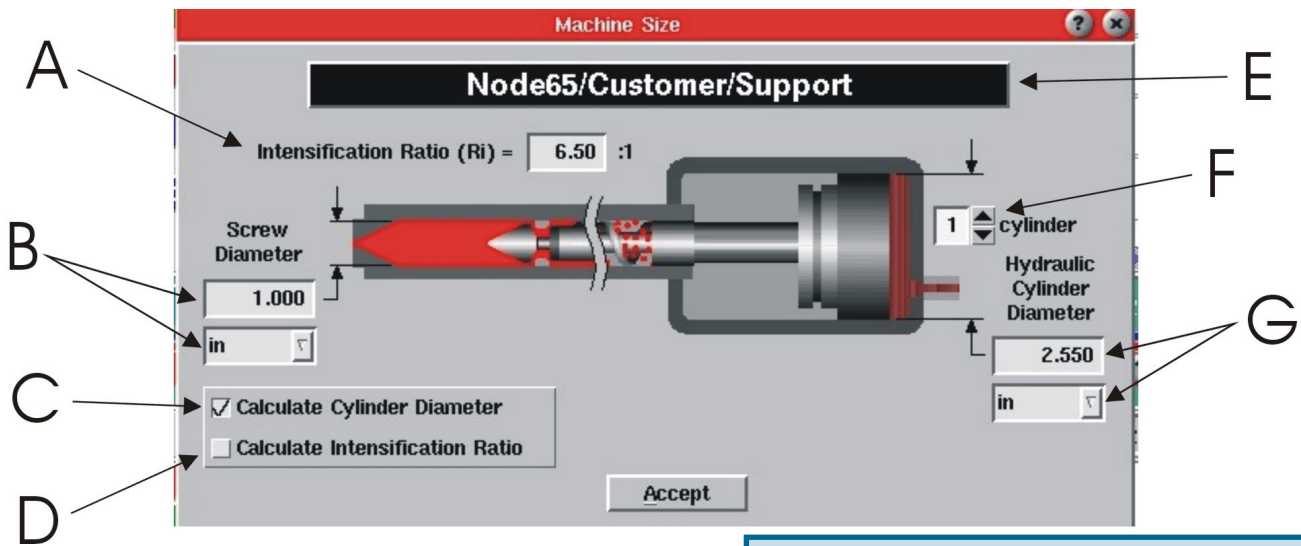 Machine Size
A
Node65/Customer/Support
E
Intensification Ratio (Ri) = 6.50 :1
F
1 cylinder
Screw
Diameter
B
Hydraulic
Cylinder
Diameter
1.000
G
2.550
in
in
C
Calculate Cylinder Diameter
Calculate Intensification Ratio
D
Accept